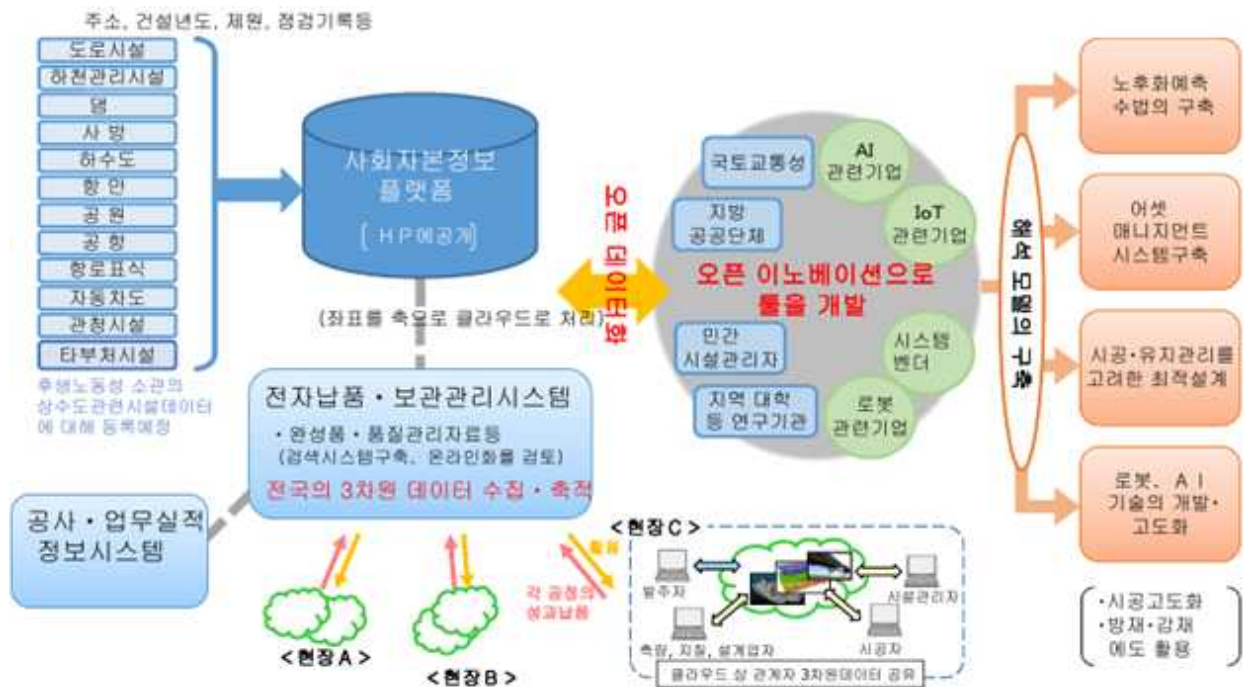 주소, 건설년도, 제원, 점검기록등
도로시설
하천관리시설
댐
사 방
하수도
항 만
공 원
공 항
항로표식
자동차도
관청시설
타부처시설
후생노동성 소관의
상수도관련시설데이터
에 대해 등록예정
사회자본정보
플랫폼
[ HP에공개]
(좌표를 축으로 클라우드로 처리)
전자납품・보관관리시스템
・완성품・품질관리자료등
(검색시스템구축, 온라인화를 검토)
전국의 3차원 데이터 수집・축적
공사・업무실적
정보시스템
<현장A>
<현장B>
각 공정의
성과납품
활용
<현장C>
발주자
시설관리자
측량, 지질, 설계업자
시공자
클라우드 상 관계자 3차원데이터 공유
오픈 데이터화
국토교통성
AI
관련기업
지방
공공단체
IoT
관련기업
오픈 이노베이션으로
툴을 개발
민간
시설관리자
시스템
벤더
지역 대학
등 연구기관
로봇
관련기업
해석 모델의 구축
노후화예측
수법의 구축
어셋
매니지먼트
시스템구축
시공・유지관리를
고려한 최적설계
로봇, AI
기술의 개발・
고도화
・시공고도화
・방재・감재
에도 활용